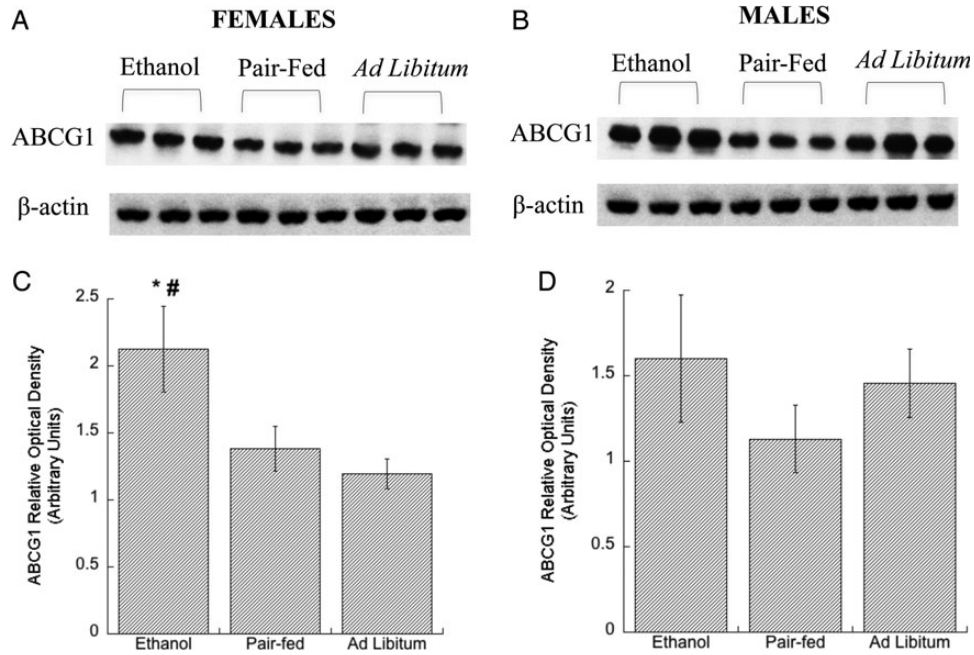 A
FEMALES
Ethanol Pair-Fed Ad Libitum
ABCG1
β-actin
B
MALES
Ethanol Pair-Fed Ad Libitum
ABCG1
β-actin
C
* #
2.5
2
1.5
1
0.5
0
ABCG1 Relative Optical Density
(Arbitrary Units)
Ethanol Pair-fed Ad Libitum
D
2
1.5
1
0.5
0
ABCG1 Relative Optical Density
(Arbitrary Units)
Ethanol Pair-fed Ad Libitum